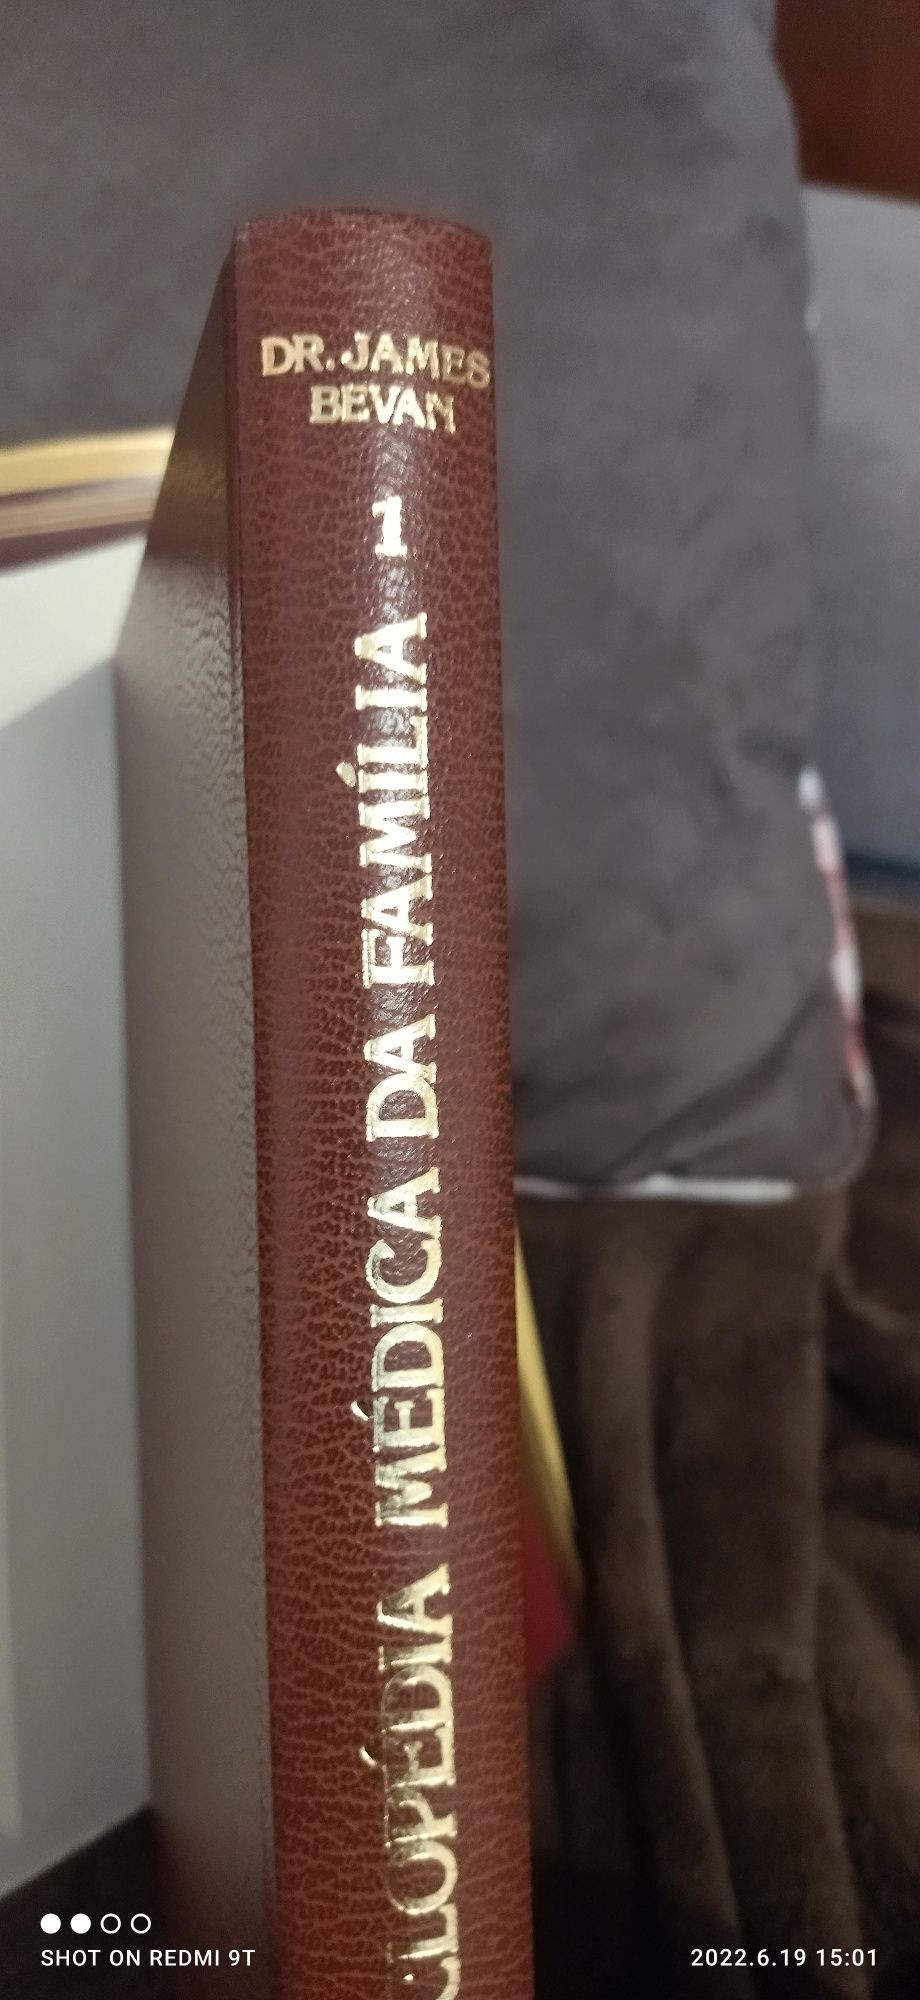 DR. JAMES
BEVAN
1
CLOPÉDIA MÉDICA DA FAMÍLIA
SHOT ON REDMI 9T
2022.6.19 15:01